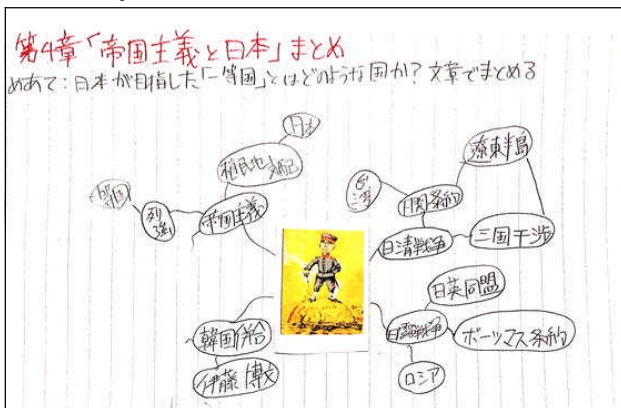 第4章「帝国主義と日本」まとめ
めあて：日本が目指した「一等国」とはどのような国か？文章でまとめる
日本
植民地支配
一等国
列強
帝国主義
台湾
下関条約
遼東半島
日清戦争
三国干渉
日英同盟
日露戦争
ポーツマス条約
ロシア
韓国併合
伊藤博文